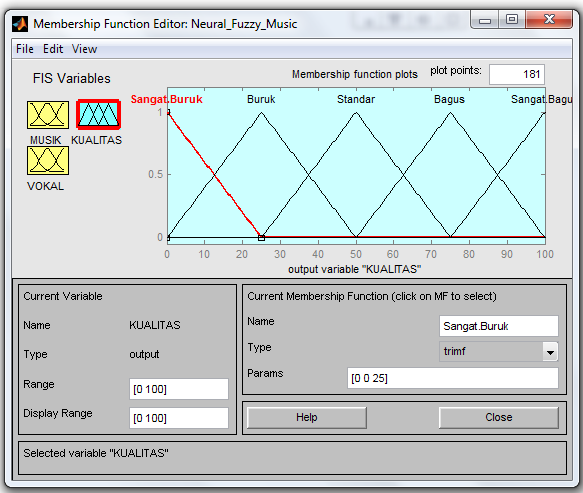 Membership Function Editor: Neural_Fuzzy_Music
File Edit View
FIS Variables
MUSIK KUALITAS
VOKAL
Membership function plots plot points: 181
Sangat.Buruk Buruk Standar Bagus Sangat.Bagu
1
0.5
0
0 10 20 30 40 50 60 70 80 90 100
output variable "KUALITAS"
Current Variable
Name KUALITAS
Type output
Range [0 100]
Display Range [0 100]
Current Membership Function (click on MF to select)
Name Sangat.Buruk
Type trimf
Params [0 0 25]
Help Close
Selected variable "KUALITAS"